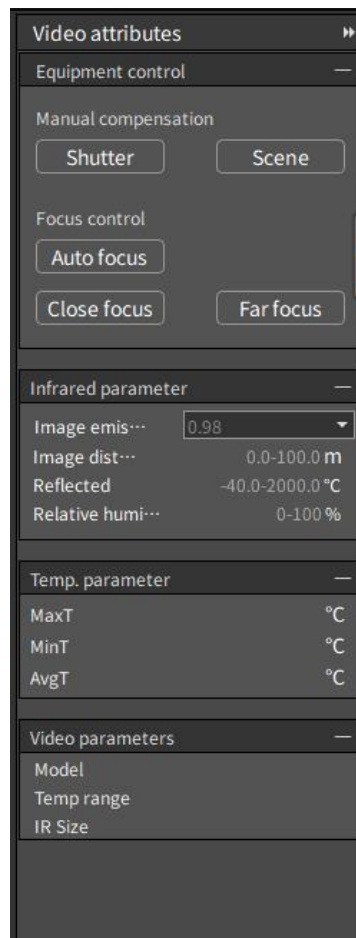 Video attributes
Equipment control
Manual compensation
Shutter Scene
Focus control
Auto focus
Close focus Far focus
Infrared parameter
Image emis··· 0.98
Image dist··· 0.0-100.0 m
Reflected -40.0-2000.0 °C
Relative humi··· 0-100 %
Temp. parameter
MaxT °C
MinT °C
AvgT °C
Video parameters
Model
Temp range
IR Size